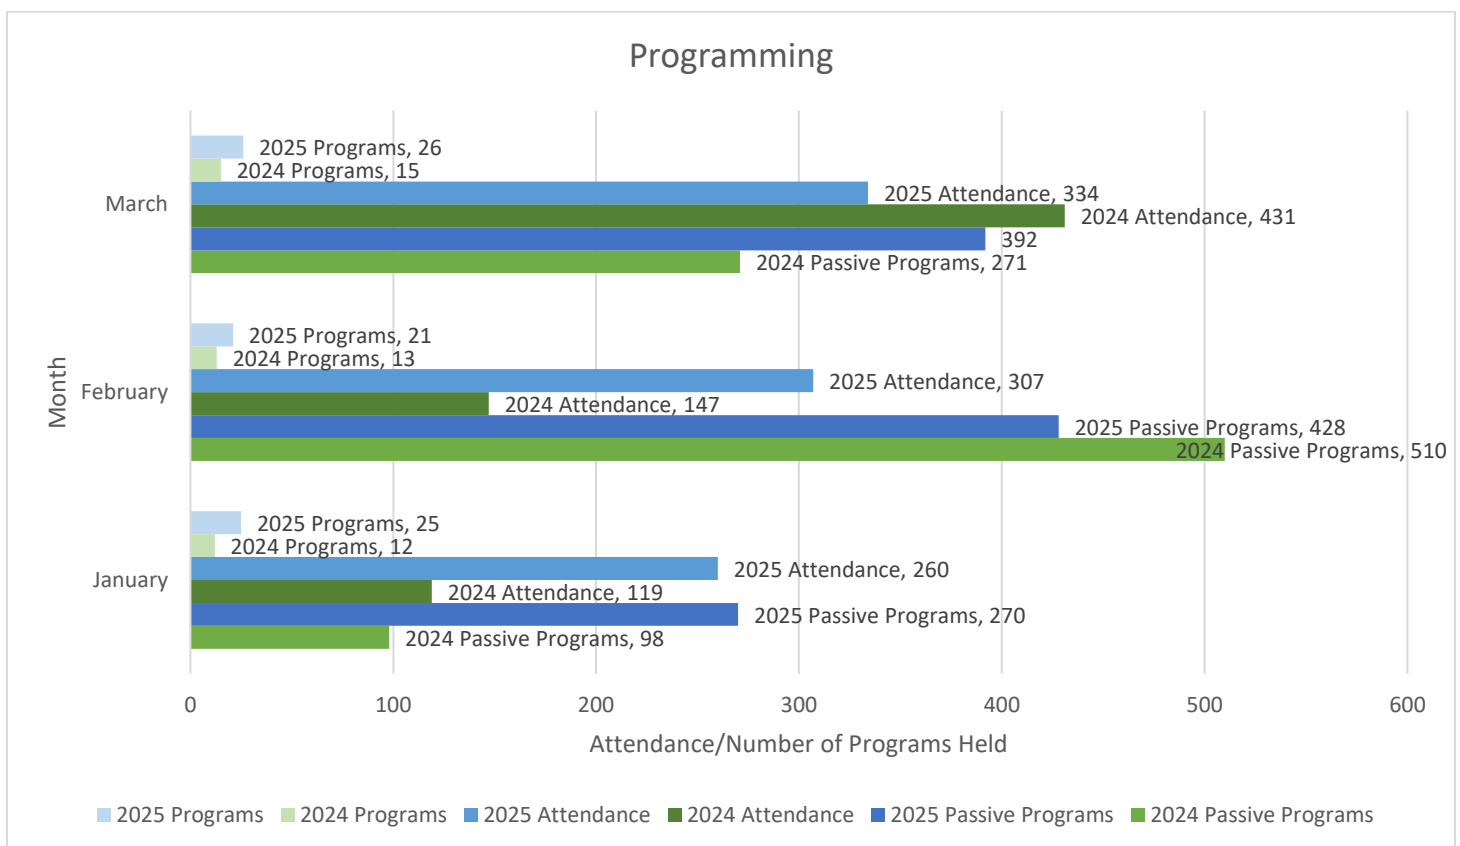 Programming
2025 Programs, 26
2024 Programs, 15
2025 Attendance, 334
2024 Attendance, 431
392
2024 Passive Programs, 271
March
2025 Programs, 21
2024 Programs, 13
2025 Attendance, 307
2024 Attendance, 147
2025 Passive Programs, 428
2024 Passive Programs, 510
February
Month
2025 Programs, 25
2024 Programs, 12
2025 Attendance, 260
2024 Attendance, 119
2025 Passive Programs, 270
2024 Passive Programs, 98
January
0 100 200 300 400 500 600
Attendance/Number of Programs Held
2025 Programs 2024 Programs 2025 Attendance 2024 Attendance 2025 Passive Programs 2024 Passive Programs